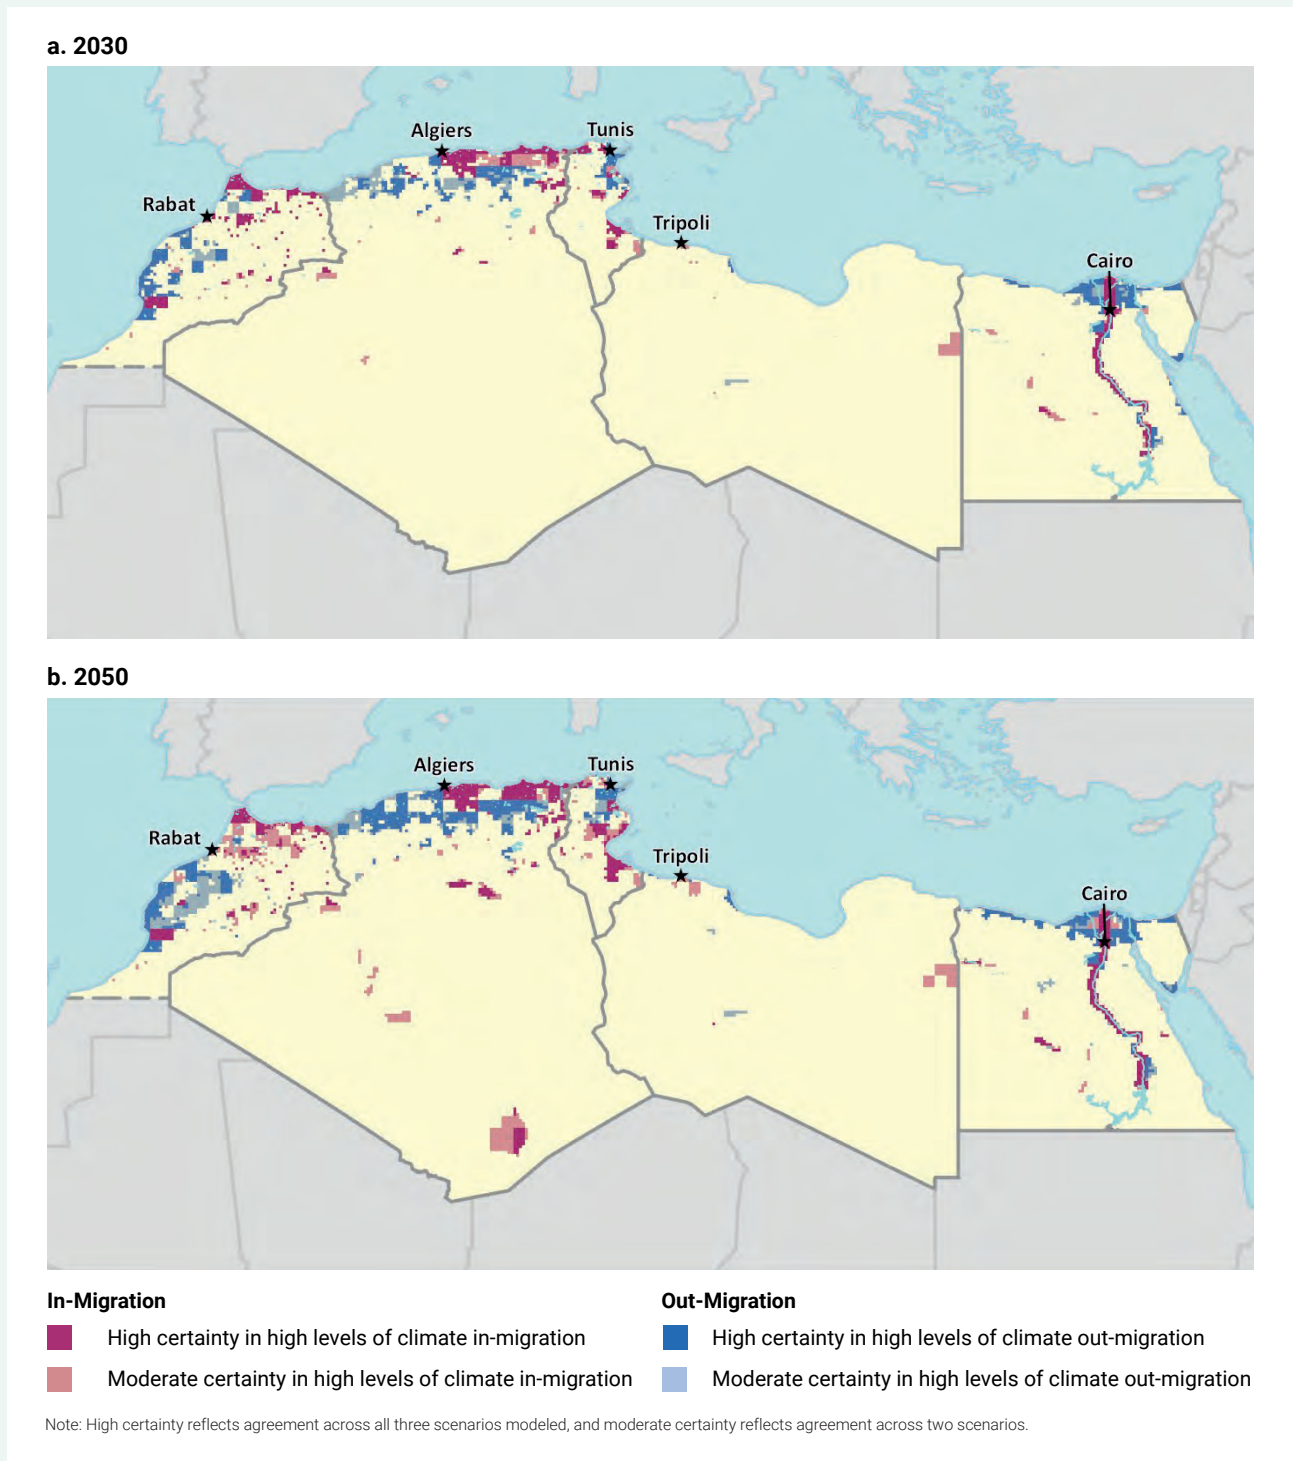 a. 2030
Algiers
Tunis
Rabat
Tripoli
Cairo
b. 2050
Algiers
Tunis
Rabat
Tripoli
Cairo
In-Migration
High certainty in high levels of climate in-migration
Moderate certainty in high levels of climate in-migration
Out-Migration
High certainty in high levels of climate out-migration
Moderate certainty in high levels of climate out-migration
Note: High certainty reflects agreement across all three scenarios modeled, and moderate certainty reflects agreement across two scenarios.